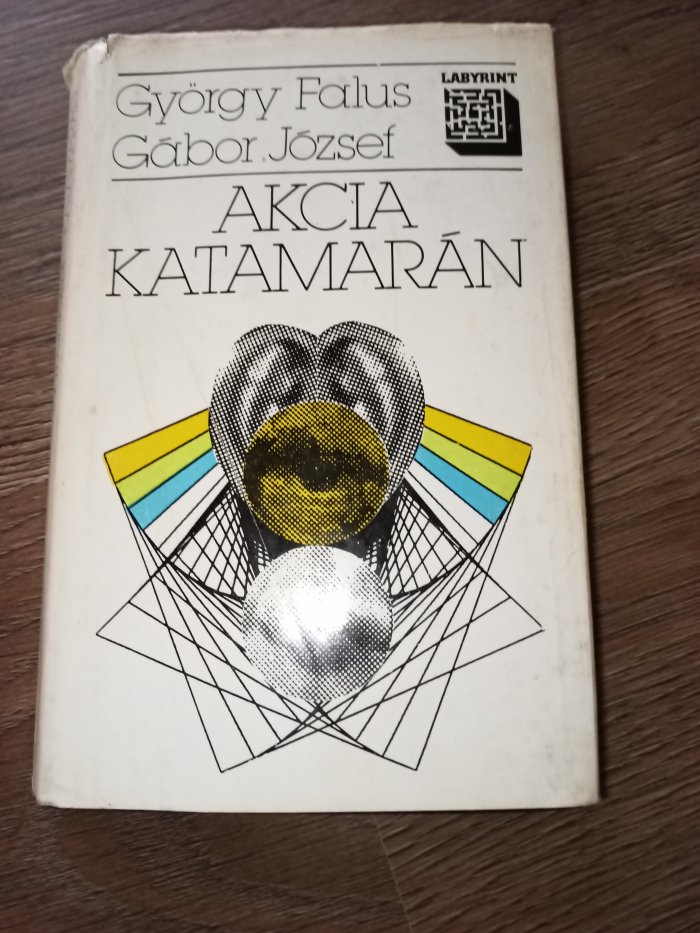 György Falus
Gábor József
LABYRINT
AKCIA
KATAMARÁN